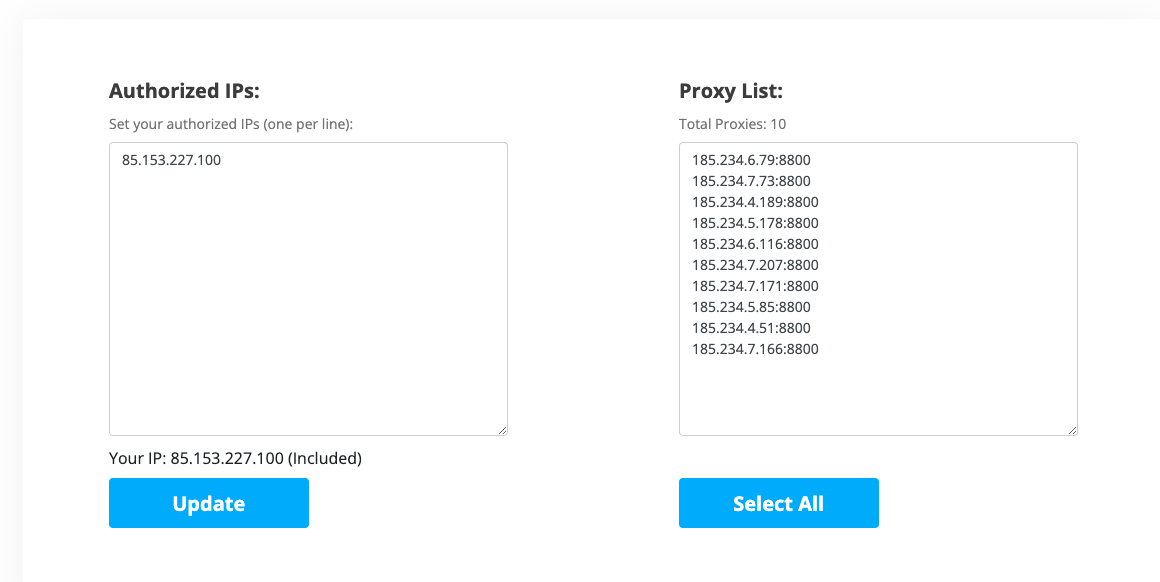 Authorized IPs:
Set your authorized IPs (one per line):
85.153.227.100
Your IP: 85.153.227.100 (Included)
Update
Proxy List:
Total Proxies: 10
185.234.6.79:8800
185.234.7.73:8800
185.234.4.189:8800
185.234.5.178:8800
185.234.6.116:8800
185.234.7.207:8800
185.234.7.171:8800
185.234.5.85:8800
185.234.4.51:8800
185.234.7.166:8800
Select All